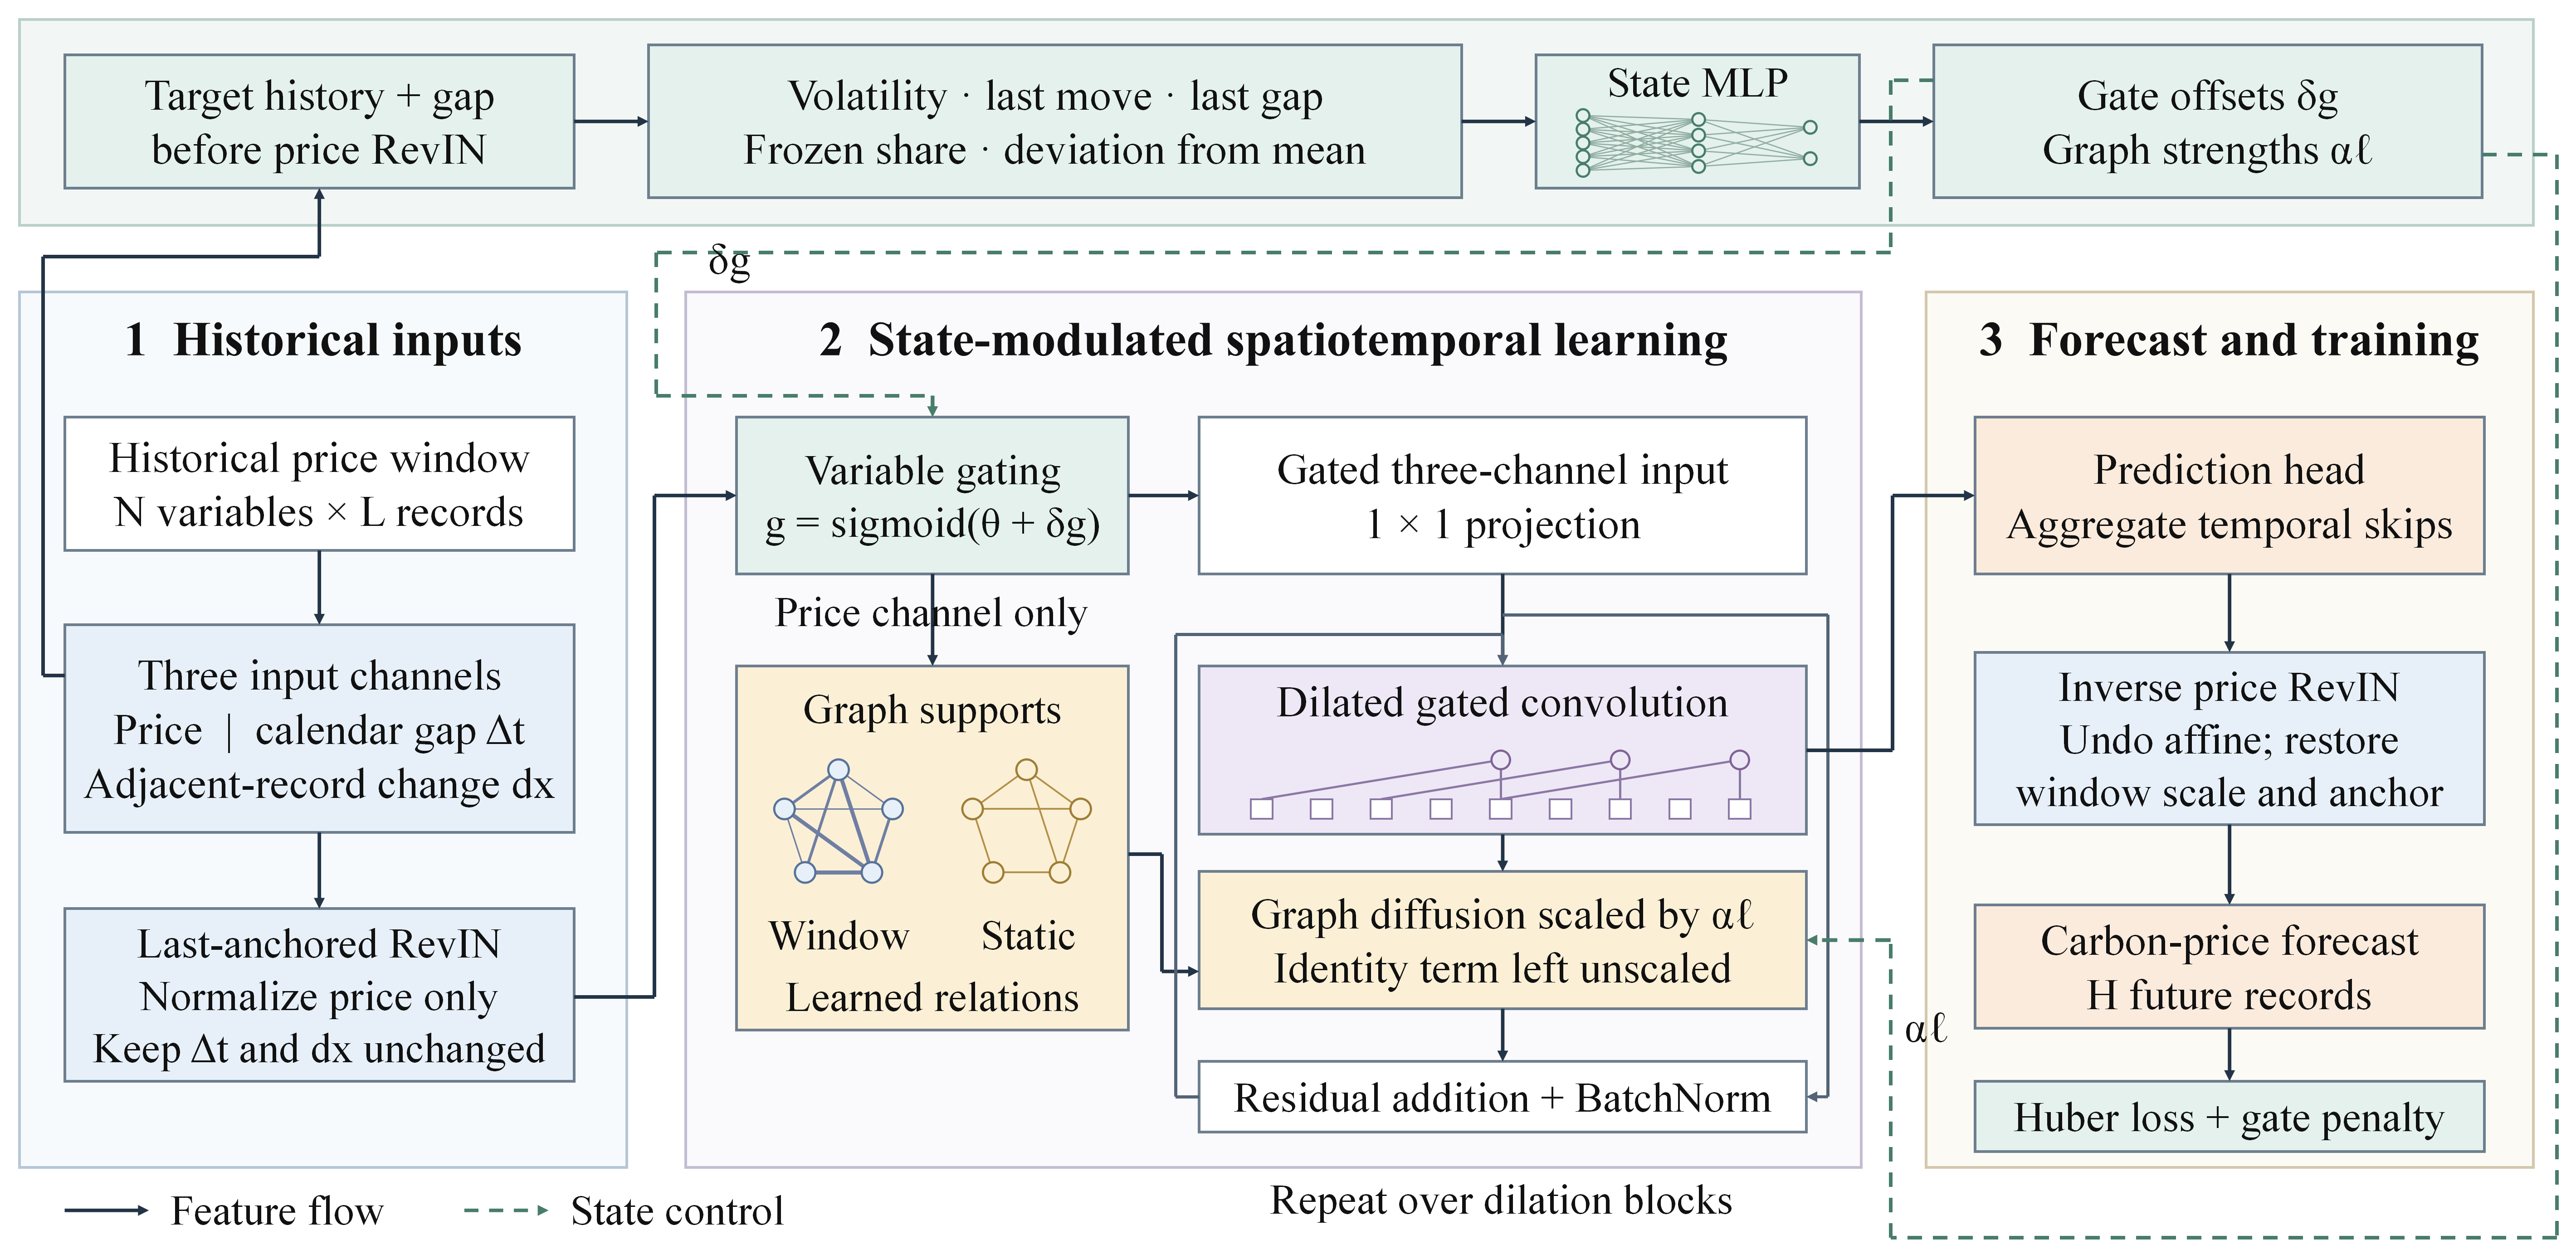 Target history + gap
before price RevIN
Volatility · last move · last gap
Frozen share · deviation from mean
State MLP
Gate offsets δg
Graph strengths αℓ
δg
1 Historical inputs
Historical price window
N variables × L records
Three input channels
Price | calendar gap Δt
Adjacent-record change dx
Last-anchored RevIN
Normalize price only
Keep Δt and dx unchanged
2 State-modulated spatiotemporal learning
Variable gating
g = sigmoid(θ + δg)
Gated three-channel input
1 × 1 projection
Price channel only
Graph supports
Window
Static
Learned relations
Dilated gated convolution
Graph diffusion scaled by αℓ
Identity term left unscaled
Residual addition + BatchNorm
Repeat over dilation blocks
αℓ
3 Forecast and training
Prediction head
Aggregate temporal skips
Inverse price RevIN
Undo affine; restore
window scale and anchor
Carbon-price forecast
H future records
Huber loss + gate penalty
Feature flow
State control